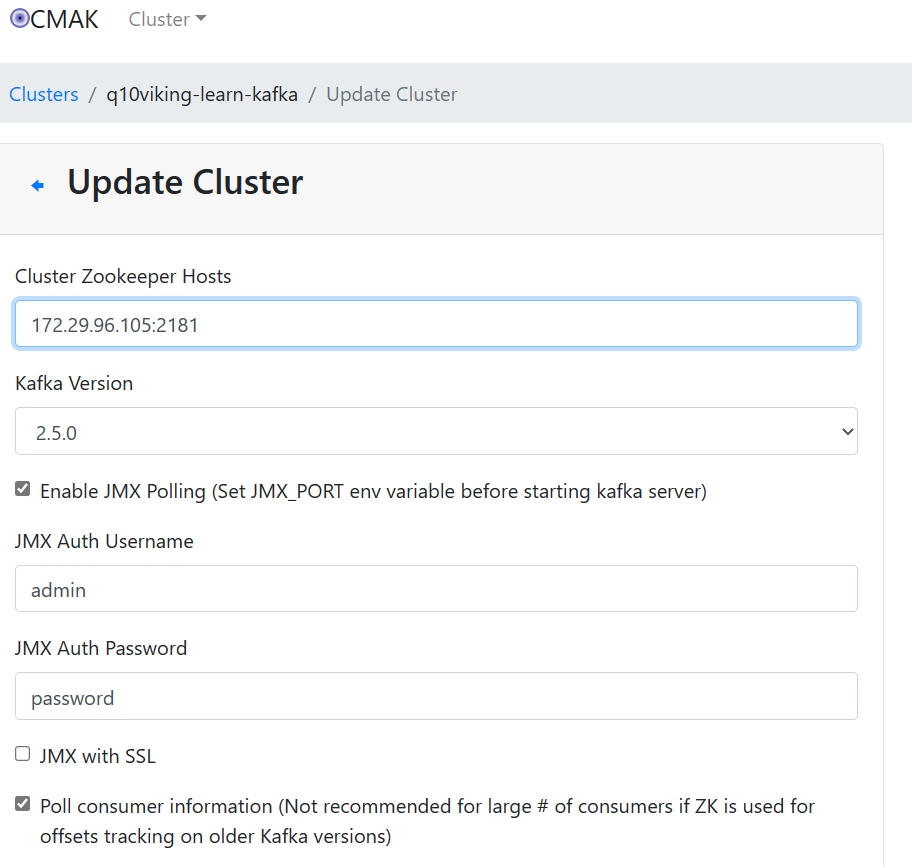 CMAK Cluster
Clusters / q10viking-learn-kafka / Update Cluster
Update Cluster
Cluster Zookeeper Hosts
172.29.96.105:2181
Kafka Version
2.5.0
Enable JMX Polling (Set JMX_PORT env variable before starting kafka server)
JMX Auth Username
admin
JMX Auth Password
password
JMX with SSL
Poll consumer information (Not recommended for large # of consumers if ZK is used for
offsets tracking on older Kafka versions)